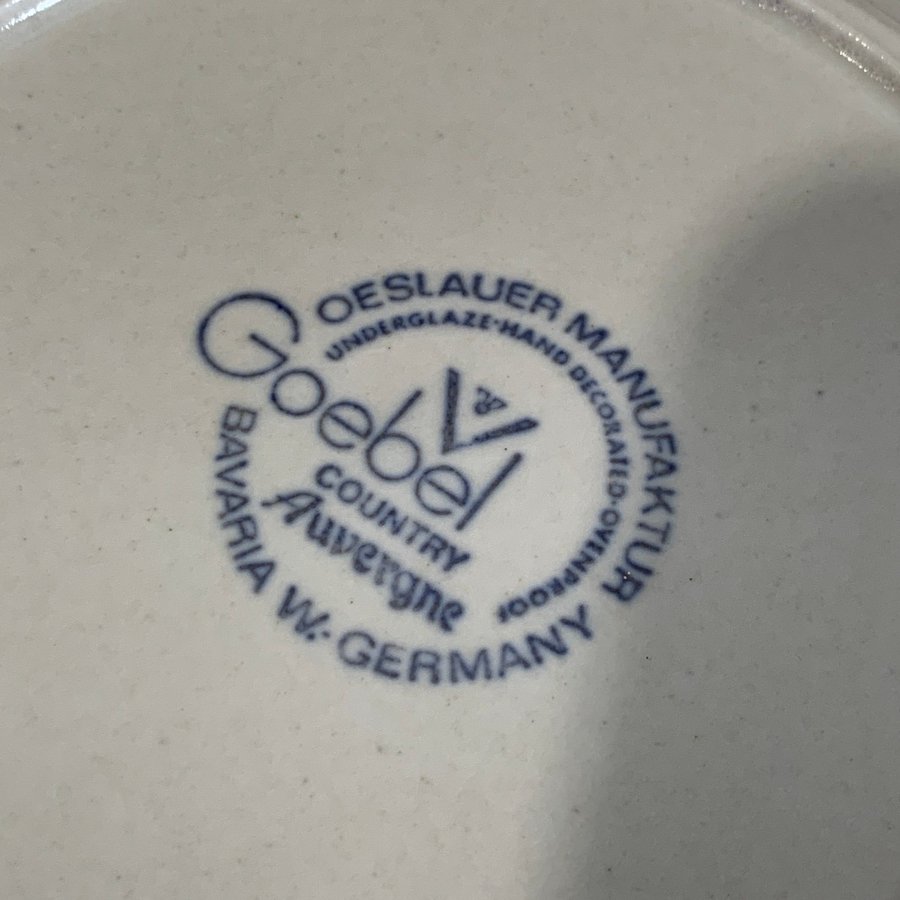 OESLAUER MANUFAKTUR
UNDERGLAZE·HAND DECORATED·OVENPROOF
Goebel
COUNTRY
Auvergne
BAVARIA W.-GERMANY